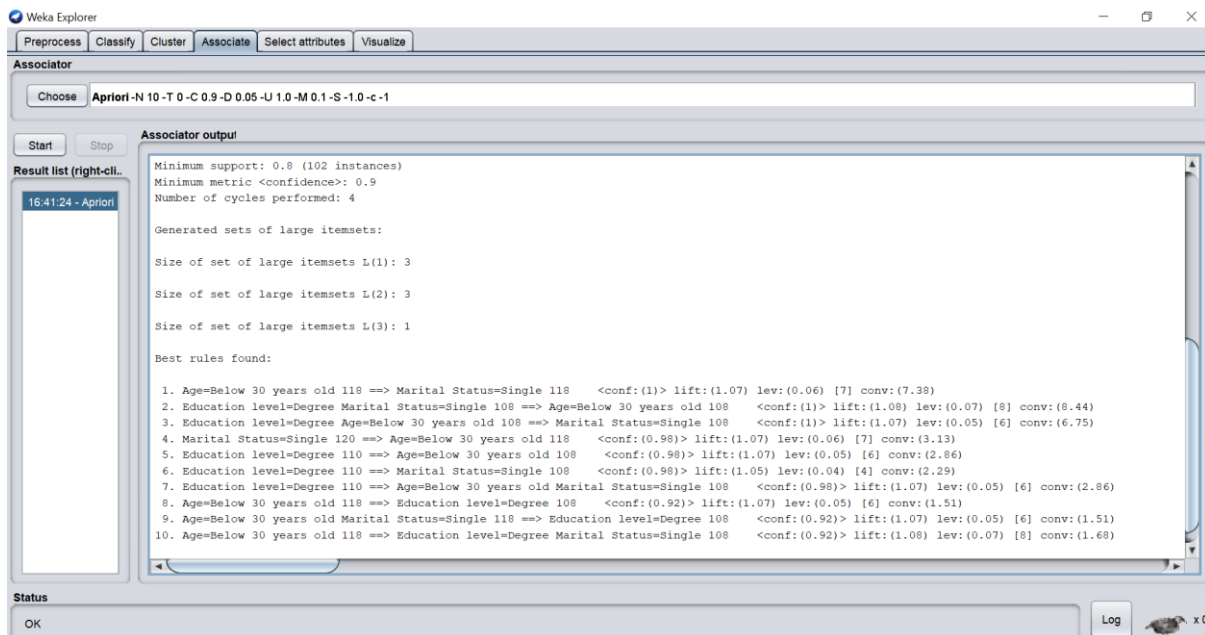 Weka Explorer
Preprocess Classify Cluster Associate Select attributes Visualize
Associator
Choose Apriori -N 10 -T 0 -C 0.9 -D 0.05 -U 1.0 -M 0.1 -S -1.0 -c -1
Start Stop
Result list (right-cli..
16:41:24 - Apriori
Associator output
Minimum support: 0.8 (102 instances)
Minimum metric <confidence>: 0.9
Number of cycles performed: 4
Generated sets of large itemsets:
Size of set of large itemsets L(1): 3
Size of set of large itemsets L(2): 3
Size of set of large itemsets L(3): 1
Best rules found:
1. Age=Below 30 years old 118 ==> Marital Status=Single 118 <conf:(1)> lift:(1.07) lev:(0.06) [7] conv:(7.38)
2. Education level=Degree Marital Status=Single 108 ==> Age=Below 30 years old 108 <conf:(1)> lift:(1.08) lev:(0.07) [8] conv:(8.44)
3. Education level=Degree Age=Below 30 years old 108 ==> Marital Status=Single 108 <conf:(1)> lift:(1.07) lev:(0.05) [6] conv:(6.75)
4. Marital Status=Single 120 ==> Age=Below 30 years old 118 <conf:(0.98)> lift:(1.07) lev:(0.06) [7] conv:(3.13)
5. Education level=Degree 110 ==> Age=Below 30 years old 108 <conf:(0.98)> lift:(1.07) lev:(0.05) [6] conv:(2.86)
6. Education level=Degree 110 ==> Marital Status=Single 108 <conf:(0.98)> lift:(1.05) lev:(0.04) [4] conv:(2.29)
7. Education level=Degree 110 ==> Age=Below 30 years old Marital Status=Single 108 <conf:(0.98)> lift:(1.07) lev:(0.05) [6] conv:(2.86)
8. Age=Below 30 years old 118 ==> Education level=Degree 108 <conf:(0.92)> lift:(1.07) lev:(0.05) [6] conv:(1.51)
9. Age=Below 30 years old Marital Status=Single 118 ==> Education level=Degree 108 <conf:(0.92)> lift:(1.07) lev:(0.05) [6] conv:(1.51)
10. Age=Below 30 years old 118 ==> Education level=Degree Marital Status=Single 108 <conf:(0.92)> lift:(1.08) lev:(0.07) [8] conv:(1.68)
Status
OK
Log
x 0